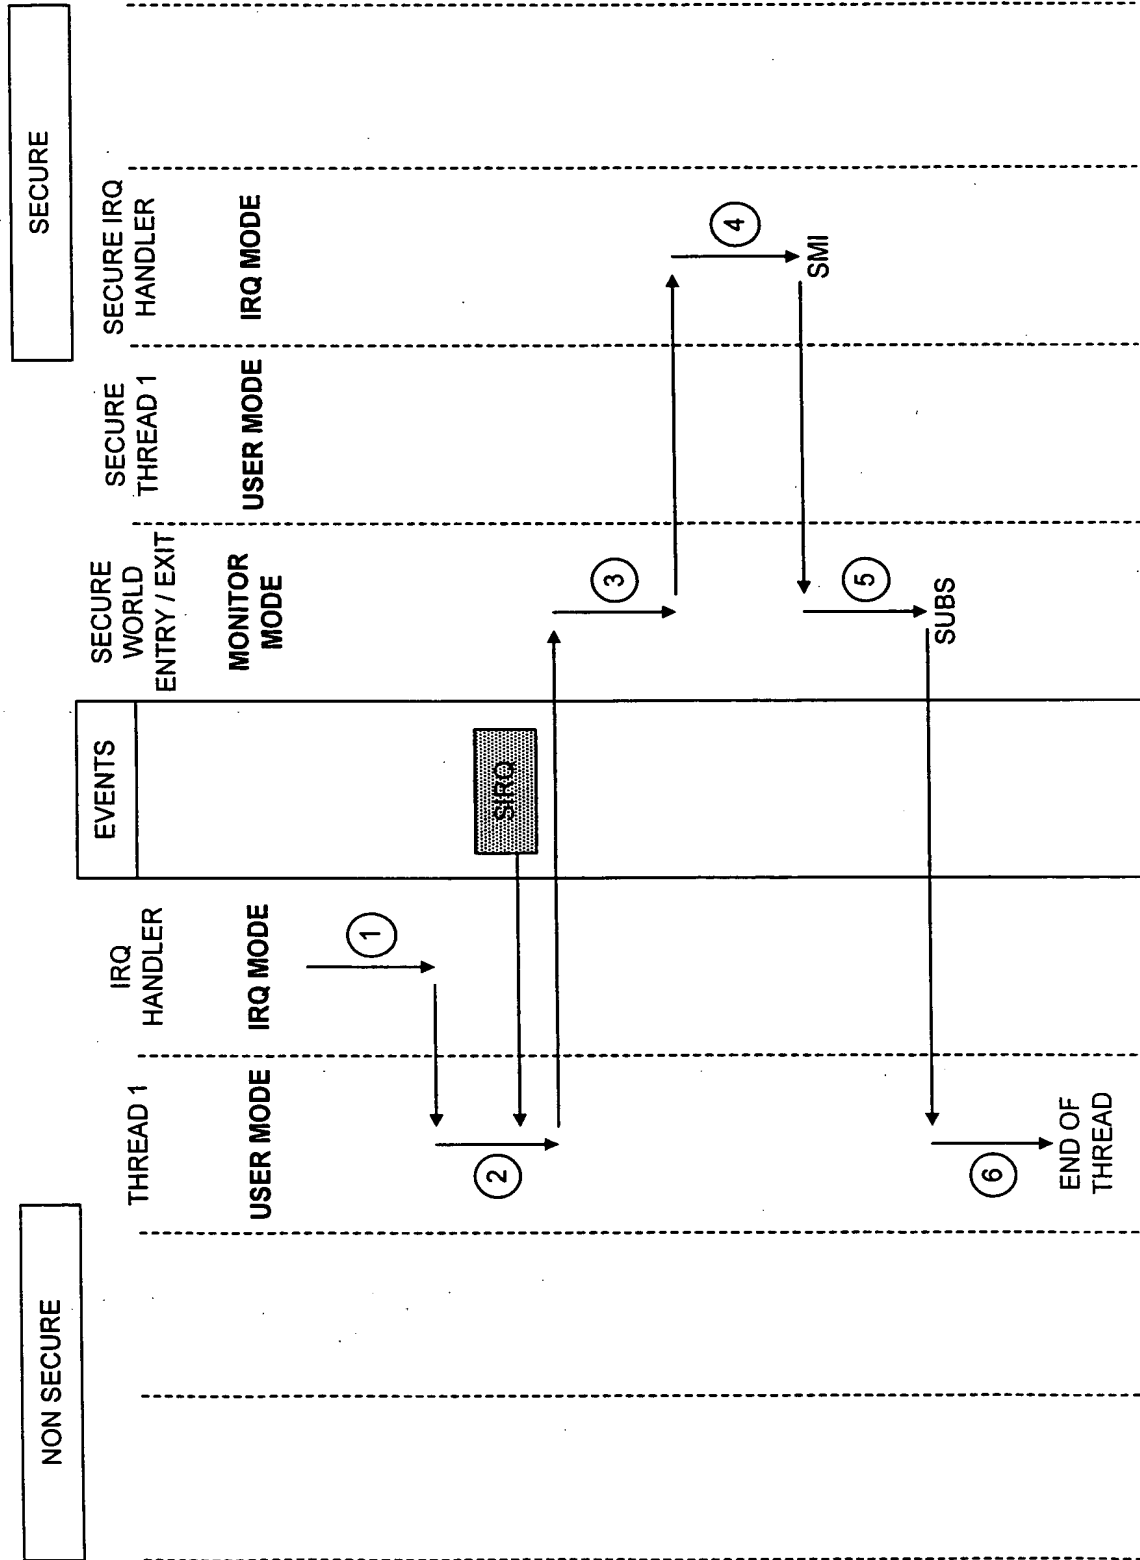 NON SECURE
SECURE
THREAD 1
IRQ
HANDLER
EVENTS
SECURE
WORLD
ENTRY / EXIT
SECURE
THREAD 1
SECURE IRQ
HANDLER
USER MODE
IRQ MODE
MONITOR
MODE
USER MODE
IRQ MODE
1
2
SIRQ
3
4
SMI
5
SUBS
6
END OF
THREAD